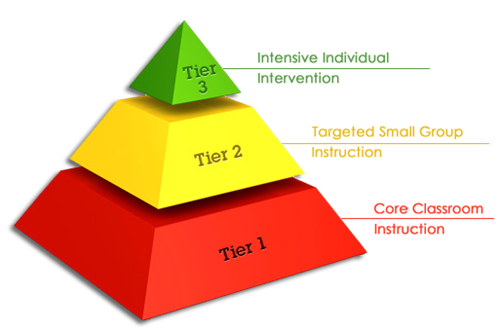 Tier
3
Intensive Individual
Intervention
Tier 2
Targeted Small Group
Instruction
Tier 1
Core Classroom
Instruction